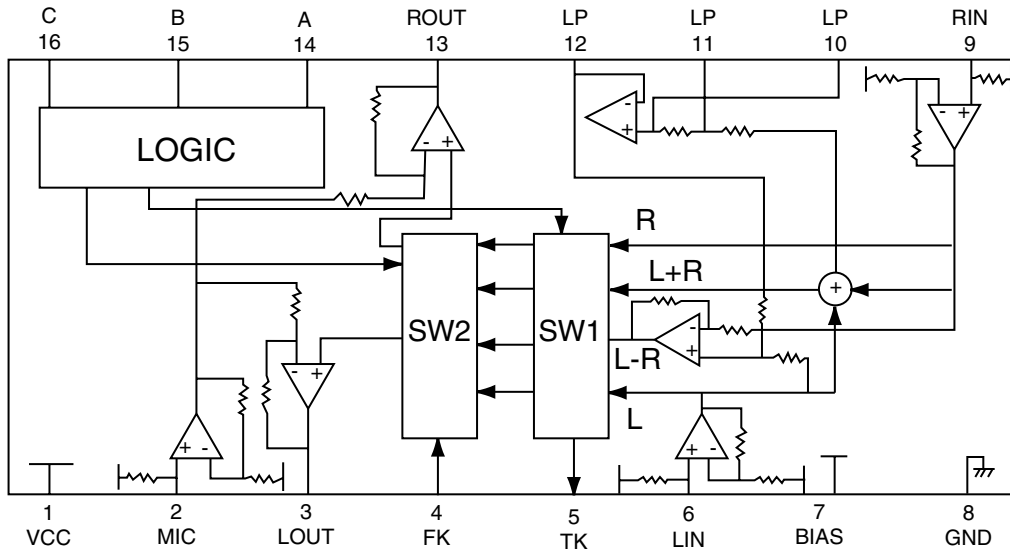 C B A ROUT LP LP LP RIN
16 15 14 13 12 11 10 9
- +
- +
-
+
LOGIC
R
L+R
+
SW2 SW1
-
+
L-R
- +
L
+ -
+ -
1 2 3 4 5 6 7 8
VCC MIC LOUT FK TK LIN BIAS GND